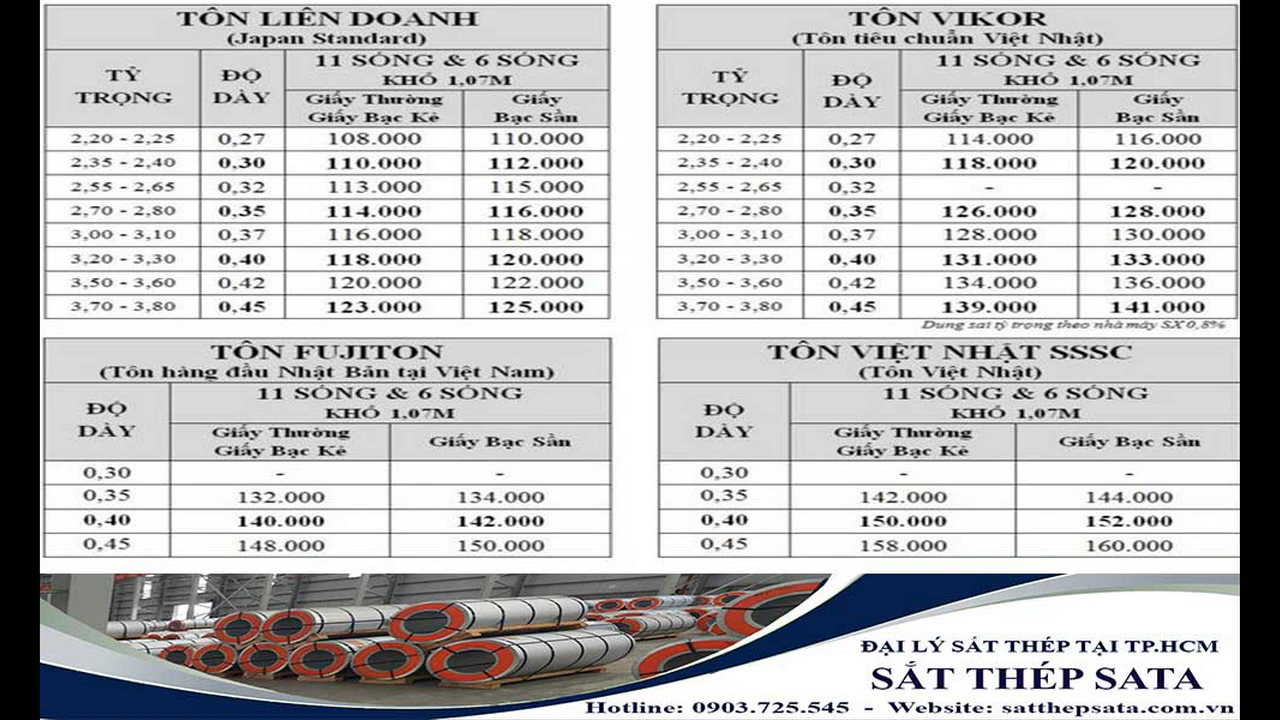 TÔN LIÊN DOANH
(Japan Standard)
TỶ TRỌNG ĐỘ DÀY 11 SÓNG & 6 SÓNG
KHỔ 1,07M
Giấy Thường Giấy Bạc Kẻ Giấy Bạc Sần
2,20 - 2,25 0,27 108.000 110.000
2,35 - 2,40 0,30 110.000 112.000
2,55 - 2,65 0,32 113.000 115.000
2,70 - 2,80 0,35 114.000 116.000
3,00 - 3,10 0,37 116.000 118.000
3,20 - 3,30 0,40 118.000 120.000
3,50 - 3,60 0,42 120.000 122.000
3,70 - 3,80 0,45 123.000 125.000
TÔN VIKOR
(Tôn tiêu chuẩn Việt Nhật)
TỶ TRỌNG ĐỘ DÀY 11 SÓNG & 6 SÓNG
KHỔ 1,07M
Giấy Thường Giấy Bạc Kẻ Giấy Bạc Sần
2,20 - 2,25 0,27 114.000 116.000
2,35 - 2,40 0,30 118.000 120.000
2,55 - 2,65 0,32 - -
2,70 - 2,80 0,35 126.000 128.000
3,00 - 3,10 0,37 128.000 130.000
3,20 - 3,30 0,40 131.000 133.000
3,50 - 3,60 0,42 134.000 136.000
3,70 - 3,80 0,45 139.000 141.000
Dung sai tỷ trọng theo nhà máy SX 0,8%
TÔN FUJITON
(Tôn hàng đầu Nhật Bản tại Việt Nam)
ĐỘ DÀY 11 SÓNG & 6 SÓNG
KHỔ 1,07M
Giấy Thường Giấy Bạc Kẻ Giấy Bạc Sần
0,30 - -
0,35 132.000 134.000
0,40 140.000 142.000
0,45 148.000 150.000
TÔN VIỆT NHẬT SSSC
(Tôn Việt Nhật)
ĐỘ DÀY 11 SÓNG & 6 SÓNG
KHỔ 1,07M
Giấy Thường Giấy Bạc Kẻ Giấy Bạc Sần
0,30 - -
0,35 142.000 144.000
0,40 150.000 152.000
0,45 158.000 160.000
ĐẠI LÝ SẮT THÉP TẠI TP.HCM
SẮT THÉP SATA
Hotline: 0903.725.545 - Website: satthepsata.com.vn